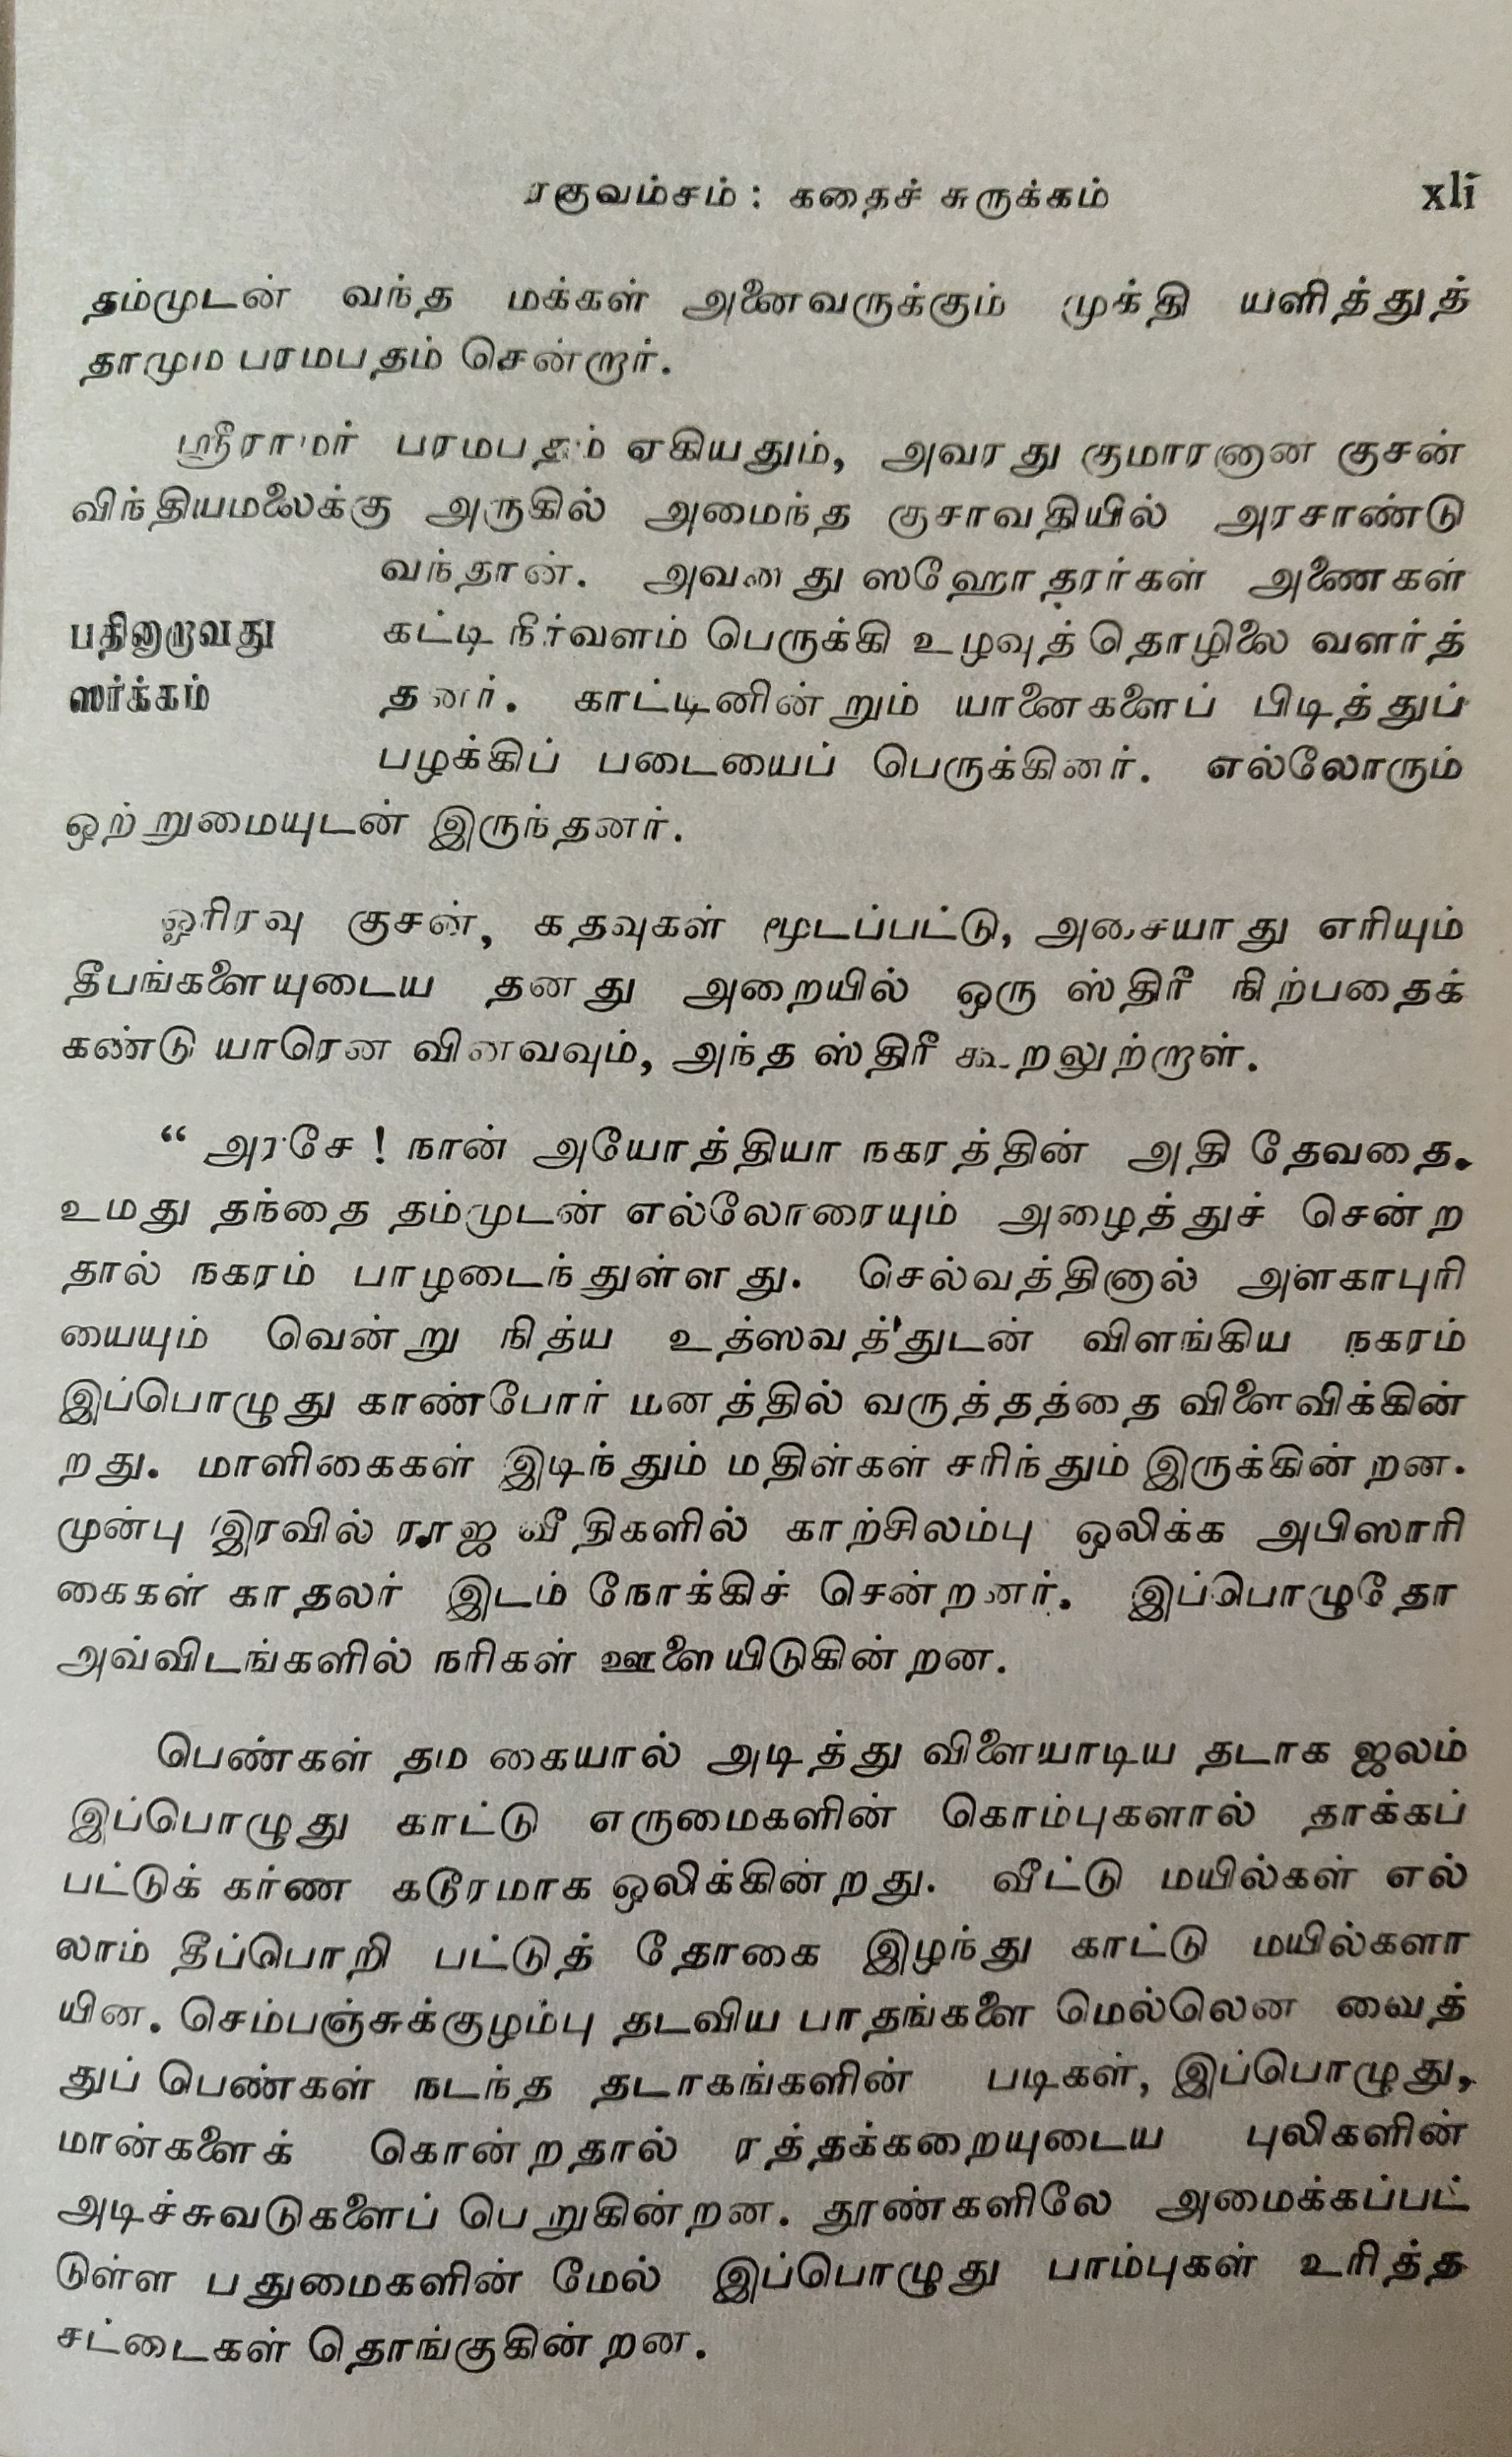 ரகுவம்சம் : கதைச் சுருக்கம் xli
தம்முடன் வந்த மக்கள் அனைவருக்கும் முக்தி யளித்துத்
தாமும் பரமபதம் சென்றார்.
ஸ்ரீராமர் பரமபதம் ஏகியதும், அவரது குமாரனான குசன்
விந்தியமலைக்கு அருகில் அமைந்த குசாவதியில் அரசாண்டு
வந்தான். அவனது ஸஹோதரர்கள் அணைகள்
பதினாறாவது
ஸர்க்கம்
கட்டி நீர்வளம் பெருக்கி உழவுத் தொழிலை வளர்த்
தனர். காட்டினின்றும் யானைகளைப் பிடித்துப்
பழக்கிப் படையைப் பெருக்கினர். எல்லோரும்
ஒற்றுமையுடன் இருந்தனர்.
ஓரிரவு குசன், கதவுகள் மூடப்பட்டு, அசையாது எரியும்
தீபங்களையுடைய தனது அறையில் ஒரு ஸ்திரீ நிற்பதைக்
கண்டு யாரென வினவவும், அந்த ஸ்திரீ கூறலுற்றாள்.
“ அரசே ! நான் அயோத்தியா நகரத்தின் அதி தேவதை.
உமது தந்தை தம்முடன் எல்லோரையும் அழைத்துச் சென்ற
தால் நகரம் பாழடைந்துள்ளது. செல்வத்தினால் அளகாபுரி
யையும் வென்று நித்ய உத்ஸவத்துடன் விளங்கிய நகரம்
இப்பொழுது காண்போர் மனத்தில் வருத்தத்தை விளைவிக்கின்
றது. மாளிகைகள் இடிந்தும் மதிள்கள் சரிந்தும் இருக்கின்றன.
முன்பு இரவில் ராஜ வீதிகளில் காற்சிலம்பு ஒலிக்க அபிஸாரி
கைகள் காதலர் இடம் நோக்கிச் சென்றனர். இப்பொழுதோ
அவ்விடங்களில் நரிகள் ஊளையிடுகின்றன.
பெண்கள் தம் கையால் அடித்து விளையாடிய தடாக ஜலம்
இப்பொழுது காட்டு எருமைகளின் கொம்புகளால் தாக்கப்
பட்டுக் கர்ண கடூரமாக ஒலிக்கின்றது. வீட்டு மயில்கள் எல்
லாம் தீப்பொறி பட்டுத் தோகை இழந்து காட்டு மயில்களா
யின. செம்பஞ்சுக்குழம்பு தடவிய பாதங்களை மெல்லென வைத்
துப் பெண்கள் நடந்த தடாகங்களின் படிகள், இப்பொழுது,
மான்களைக் கொன்றதால் ரத்தக்கறையுடைய புலிகளின்
அடிச்சுவடுகளைப் பெறுகின்றன. தூண்களிலே அமைக்கப்பட்
டுள்ள பதுமைகளின் மேல் இப்பொழுது பாம்புகள் உரித்த
சட்டைகள் தொங்குகின்றன.